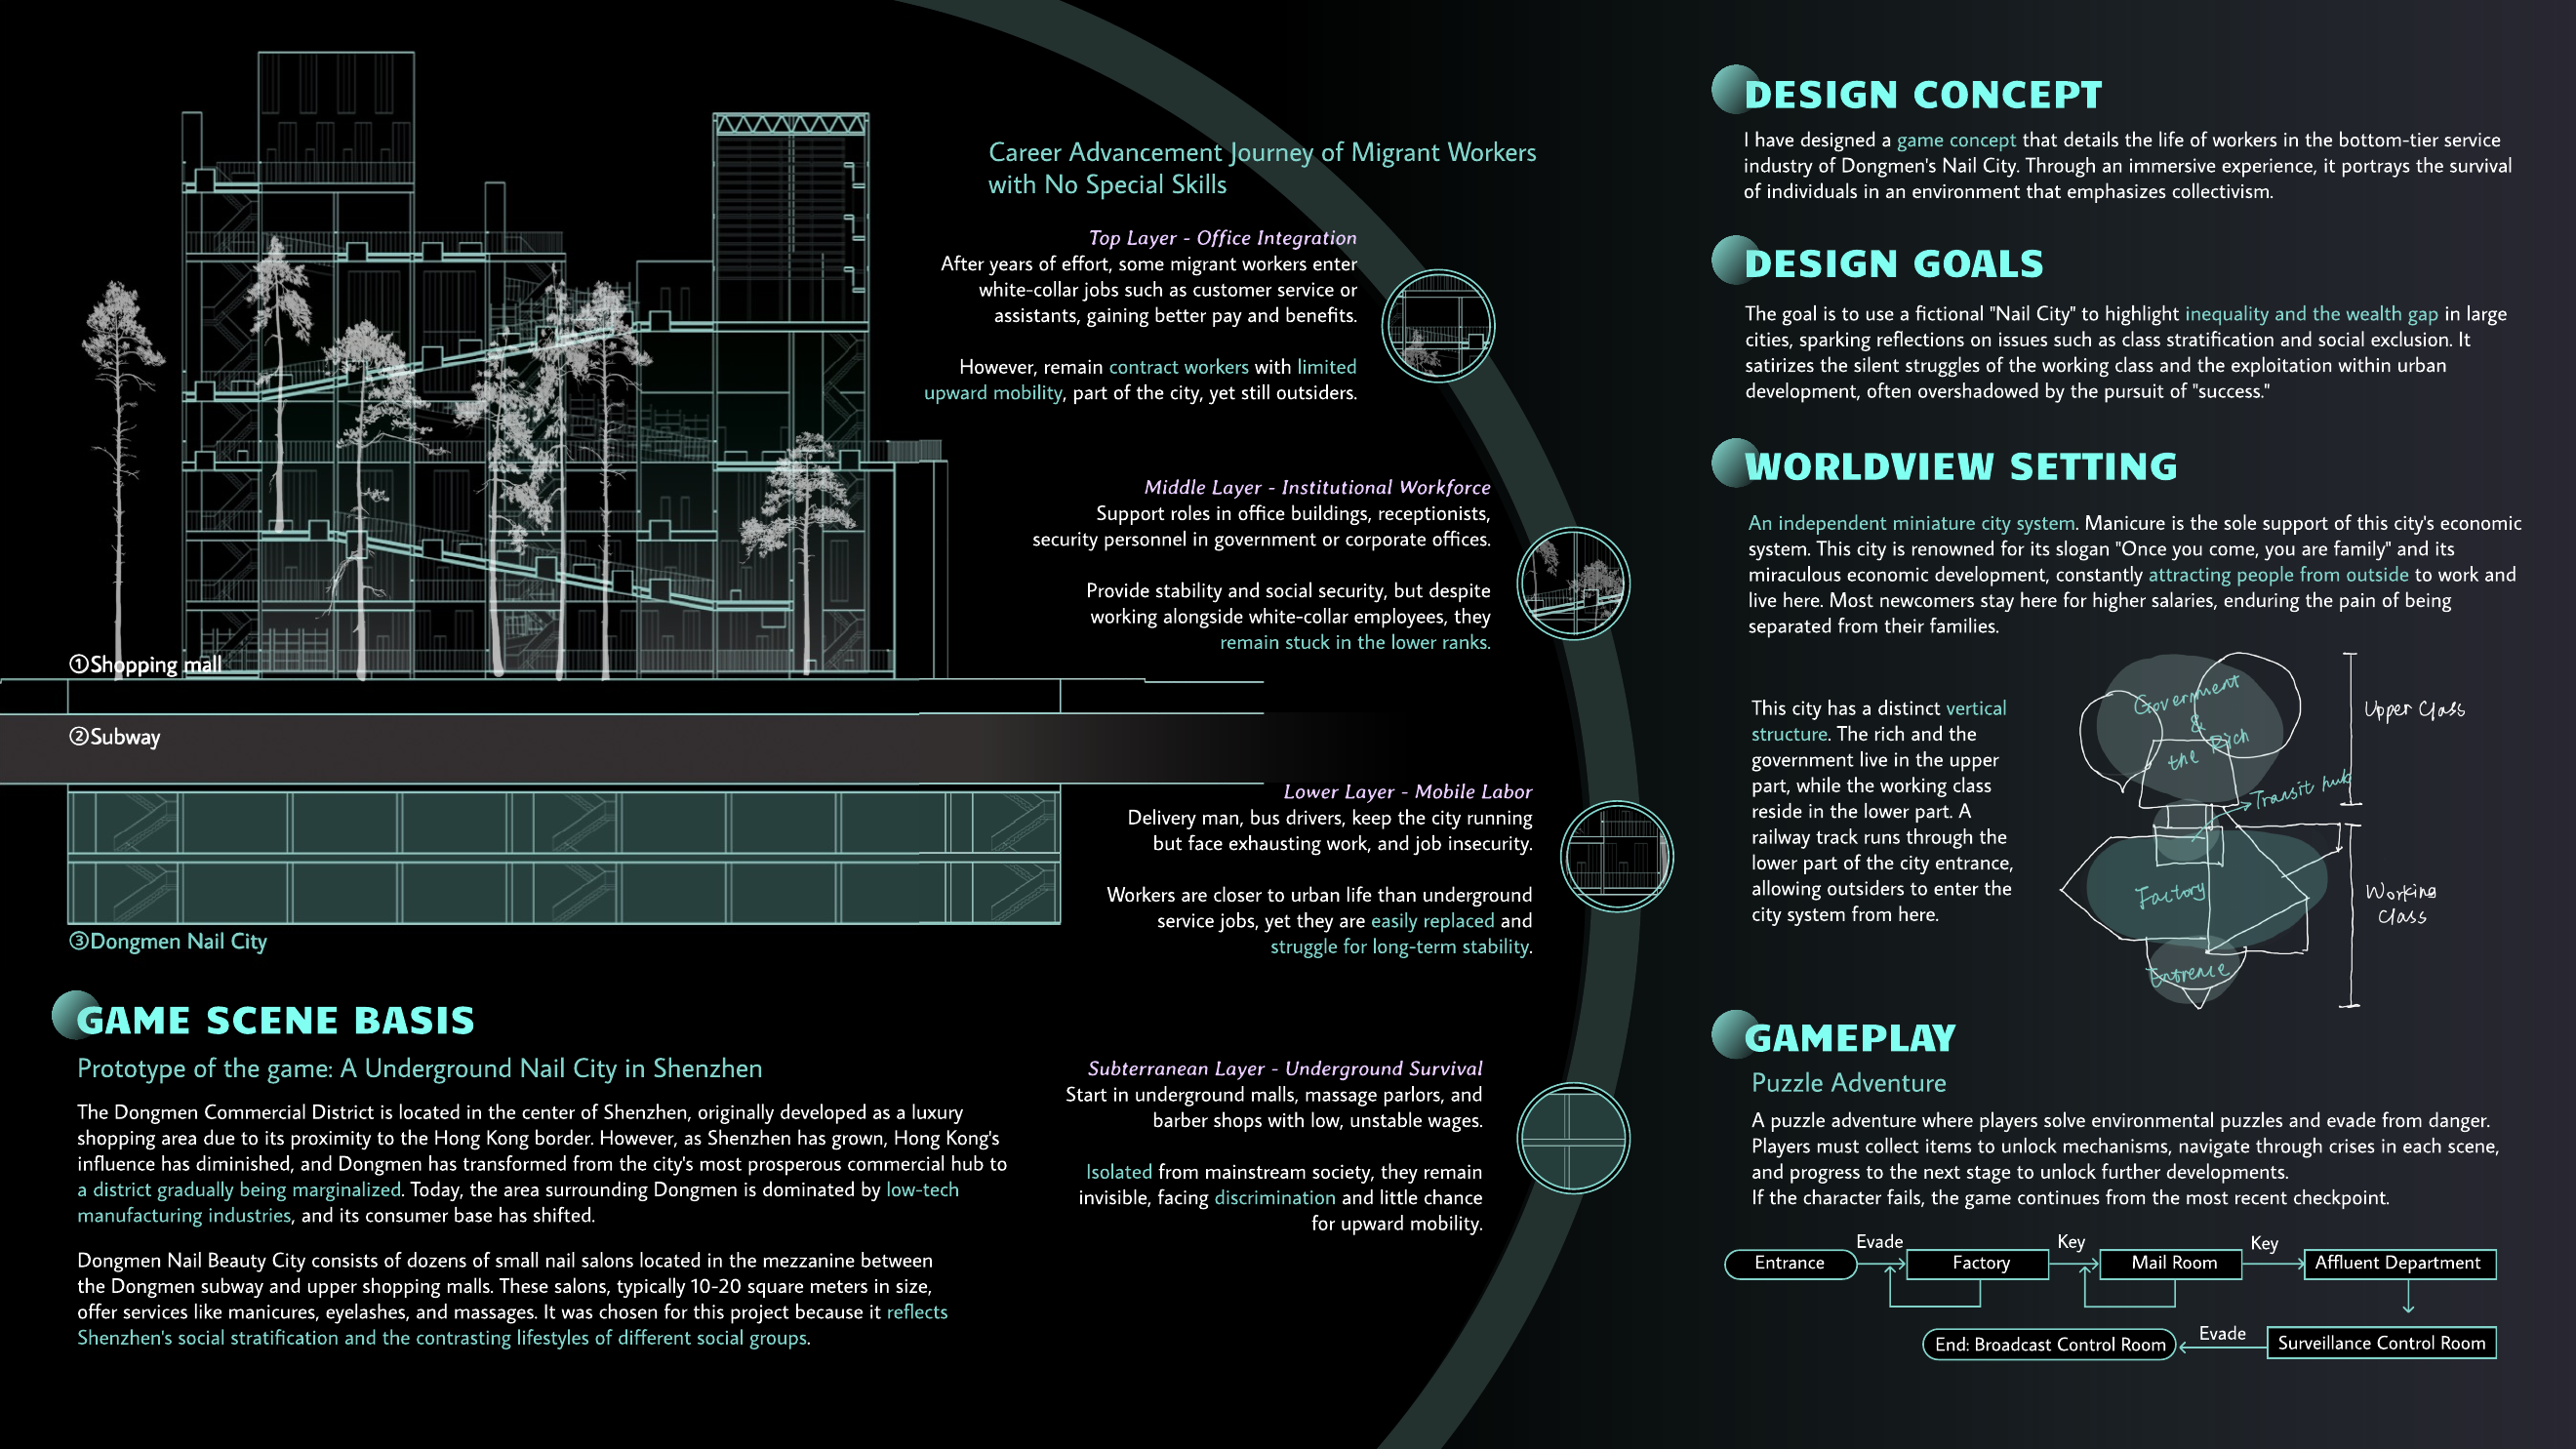 Career Advancement Journey of Migrant Workers
with No Special Skills
Top Layer - Office Integration
After years of effort, some migrant workers enter
white-collar jobs such as customer service or
assistants, gaining better pay and benefits.
However, remain contract workers with limited
upward mobility, part of the city, yet still outsiders.
Middle Layer - Institutional Workforce
Support roles in office buildings, receptionists,
security personnel in government or corporate offices.
Provide stability and social security, but despite
working alongside white-collar employees, they
remain stuck in the lower ranks.
①Shopping mall
②Subway
Lower Layer - Mobile Labor
Delivery man, bus drivers, keep the city running
but face exhausting work, and job insecurity.
Workers are closer to urban life than underground
service jobs, yet they are easily replaced and
struggle for long-term stability.
③Dongmen Nail City
Subterranean Layer - Underground Survival
Start in underground malls, massage parlors, and
barber shops with low, unstable wages.
Isolated from mainstream society, they remain
invisible, facing discrimination and little chance
for upward mobility.
GAME SCENE BASIS
Prototype of the game: A Underground Nail City in Shenzhen
The Dongmen Commercial District is located in the center of Shenzhen, originally developed as a luxury
shopping area due to its proximity to the Hong Kong border. However, as Shenzhen has grown, Hong Kong's
influence has diminished, and Dongmen has transformed from the city's most prosperous commercial hub to
a district gradually being marginalized. Today, the area surrounding Dongmen is dominated by low-tech
manufacturing industries, and its consumer base has shifted.
Dongmen Nail Beauty City consists of dozens of small nail salons located in the mezzanine between
the Dongmen subway and upper shopping malls. These salons, typically 10-20 square meters in size,
offer services like manicures, eyelashes, and massages. It was chosen for this project because it reflects
Shenzhen's social stratification and the contrasting lifestyles of different social groups.
DESIGN CONCEPT
I have designed a game concept that details the life of workers in the bottom-tier service
industry of Dongmen's Nail City. Through an immersive experience, it portrays the survival
of individuals in an environment that emphasizes collectivism.
DESIGN GOALS
The goal is to use a fictional "Nail City" to highlight inequality and the wealth gap in large
cities, sparking reflections on issues such as class stratification and social exclusion. It
satirizes the silent struggles of the working class and the exploitation within urban
development, often overshadowed by the pursuit of "success."
WORLDVIEW SETTING
An independent miniature city system. Manicure is the sole support of this city's economic
system. This city is renowned for its slogan "Once you come, you are family" and its
miraculous economic development, constantly attracting people from outside to work and
live here. Most newcomers stay here for higher salaries, enduring the pain of being
separated from their families.
This city has a distinct vertical
structure. The rich and the
government live in the upper
part, while the working class
reside in the lower part. A
railway track runs through the
lower part of the city entrance,
allowing outsiders to enter the
city system from here.
Government
&
the Rich
Upper Class
Transit hub
Factory
Working
Class
Entrence
GAMEPLAY
Puzzle Adventure
A puzzle adventure where players solve environmental puzzles and evade from danger.
Players must collect items to unlock mechanisms, navigate through crises in each scene,
and progress to the next stage to unlock further developments.
If the character fails, the game continues from the most recent checkpoint.
Entrance
Evade
Factory
Key
Mail Room
Key
Affluent Department
Surveillance Control Room
Evade
End: Broadcast Control Room